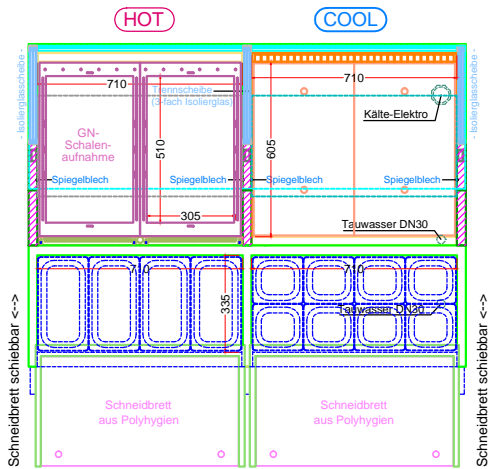 HOT
COOL
- Isolierglasscheibe -
710
Trennscheibe
(3-fach Isolierglas)
710
- Isolierglasscheibe -
Kälte-Elektro
GN-
Schalen-
aufnahme
510
605
Spiegelblech
Spiegelblech
Spiegelblech
Spiegelblech
305
Tauwasser DN30
710
710
335
Tauwasser DN30
Schneidbrett schiebbar <-->
Schneidbrett
aus Polyhygien
Schneidbrett
aus Polyhygien
Schneidbrett schiebbar <-->